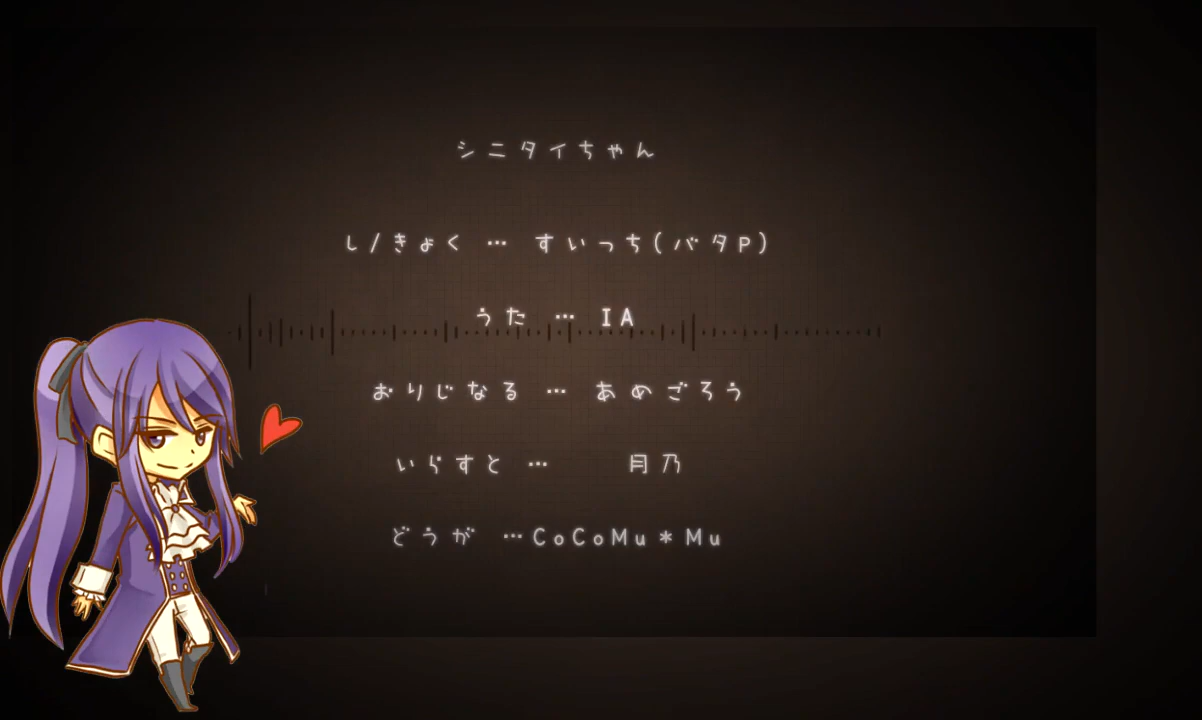 シニタイちゃん
し/きょく … すいっち(バタP)
うた … IA
おりじなる … あめごろう
いらすと … 月乃
どうが …CoCoMu*Mu